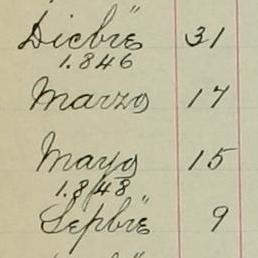 Dicbre" 31
1.846
Marzo 17
Mayo" 15
1.848
Sepbre" 9